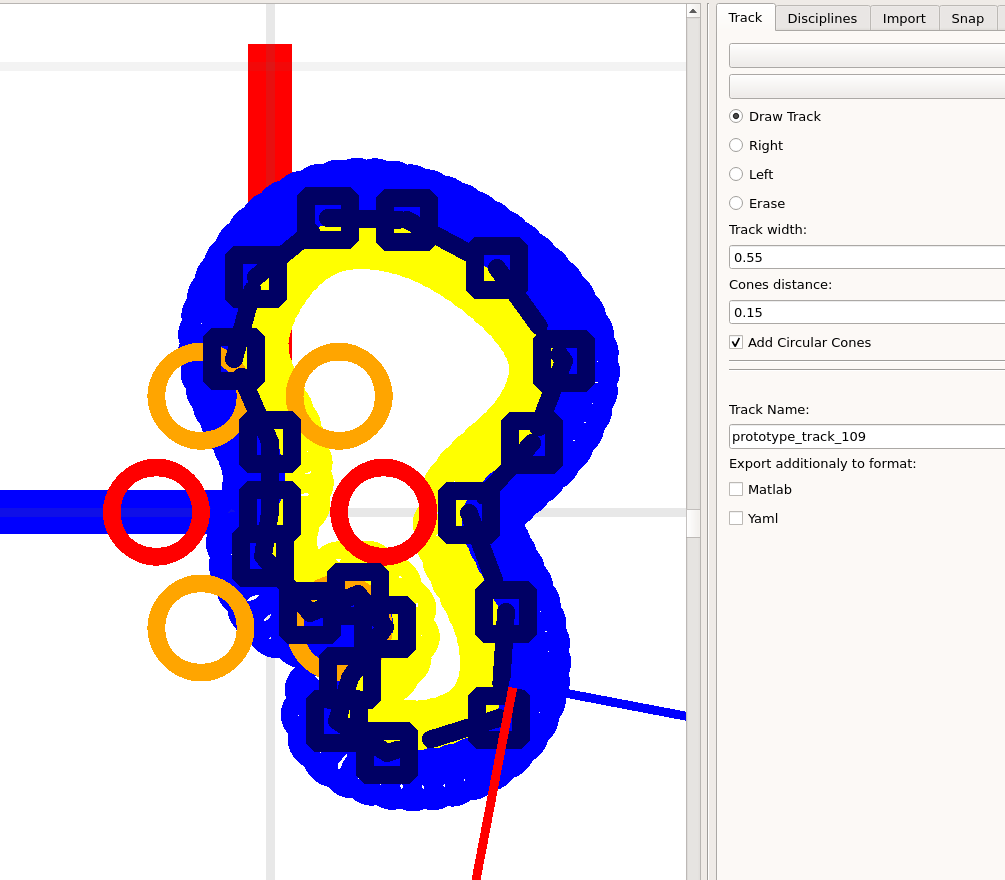 Track Disciplines Import Snap
Draw Track
Right
Left
Erase
Track width:
0.55
Cones distance:
0.15
Add Circular Cones
Track Name:
prototype_track_109
Export additionaly to format:
Matlab
Yaml